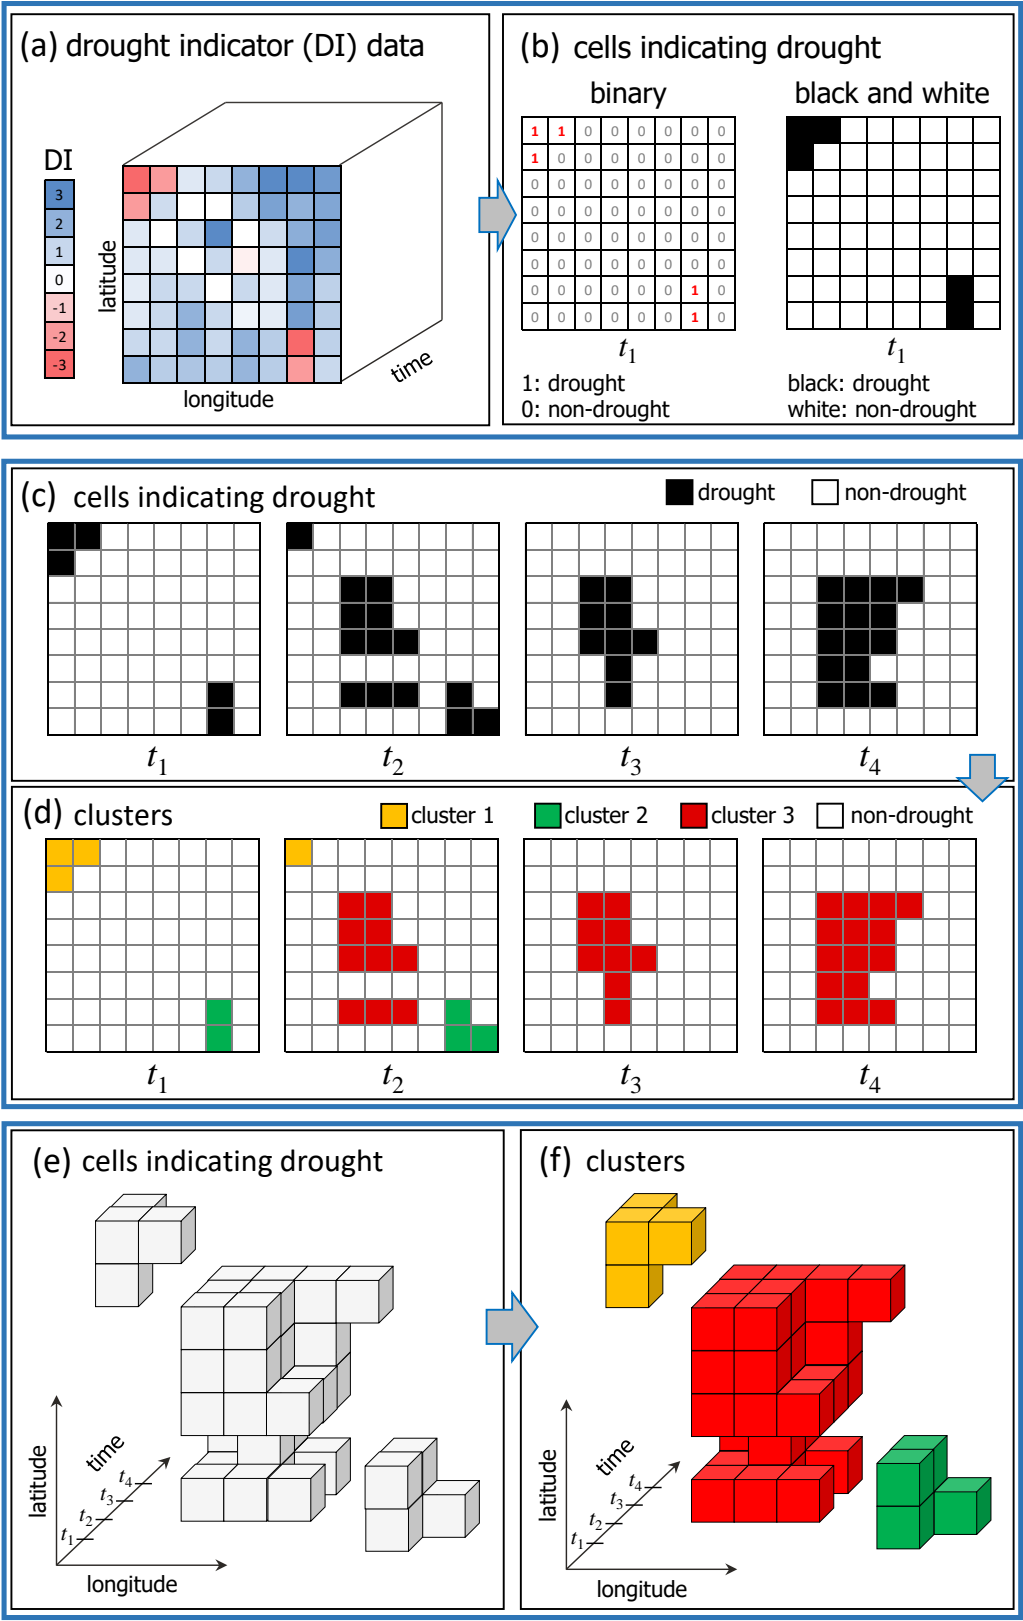 (a) drought indicator (DI) data
DI
3
2
1
0
-1
-2
-3
latitude
longitude
time
(b) cells indicating drought
binary
black and white
1 1 0 0 0 0 0 0
1 0 0 0 0 0 0 0
0 0 0 0 0 0 0 0
0 0 0 0 0 0 0 0
0 0 0 0 0 0 0 0
0 0 0 0 0 0 0 0
0 0 0 0 0 0 1 0
0 0 0 0 0 0 1 0
t1
t1
1: drought
0: non-drought
black: drought
white: non-drought
(c) cells indicating drought
drought
non-drought
t1
t2
t3
t4
(d) clusters
cluster 1
cluster 2
cluster 3
non-drought
t1
t2
t3
t4
(e) cells indicating drought
latitude
time
t4
t3
t2
t1
longitude
(f) clusters
latitude
time
t4
t3
t2
t1
longitude